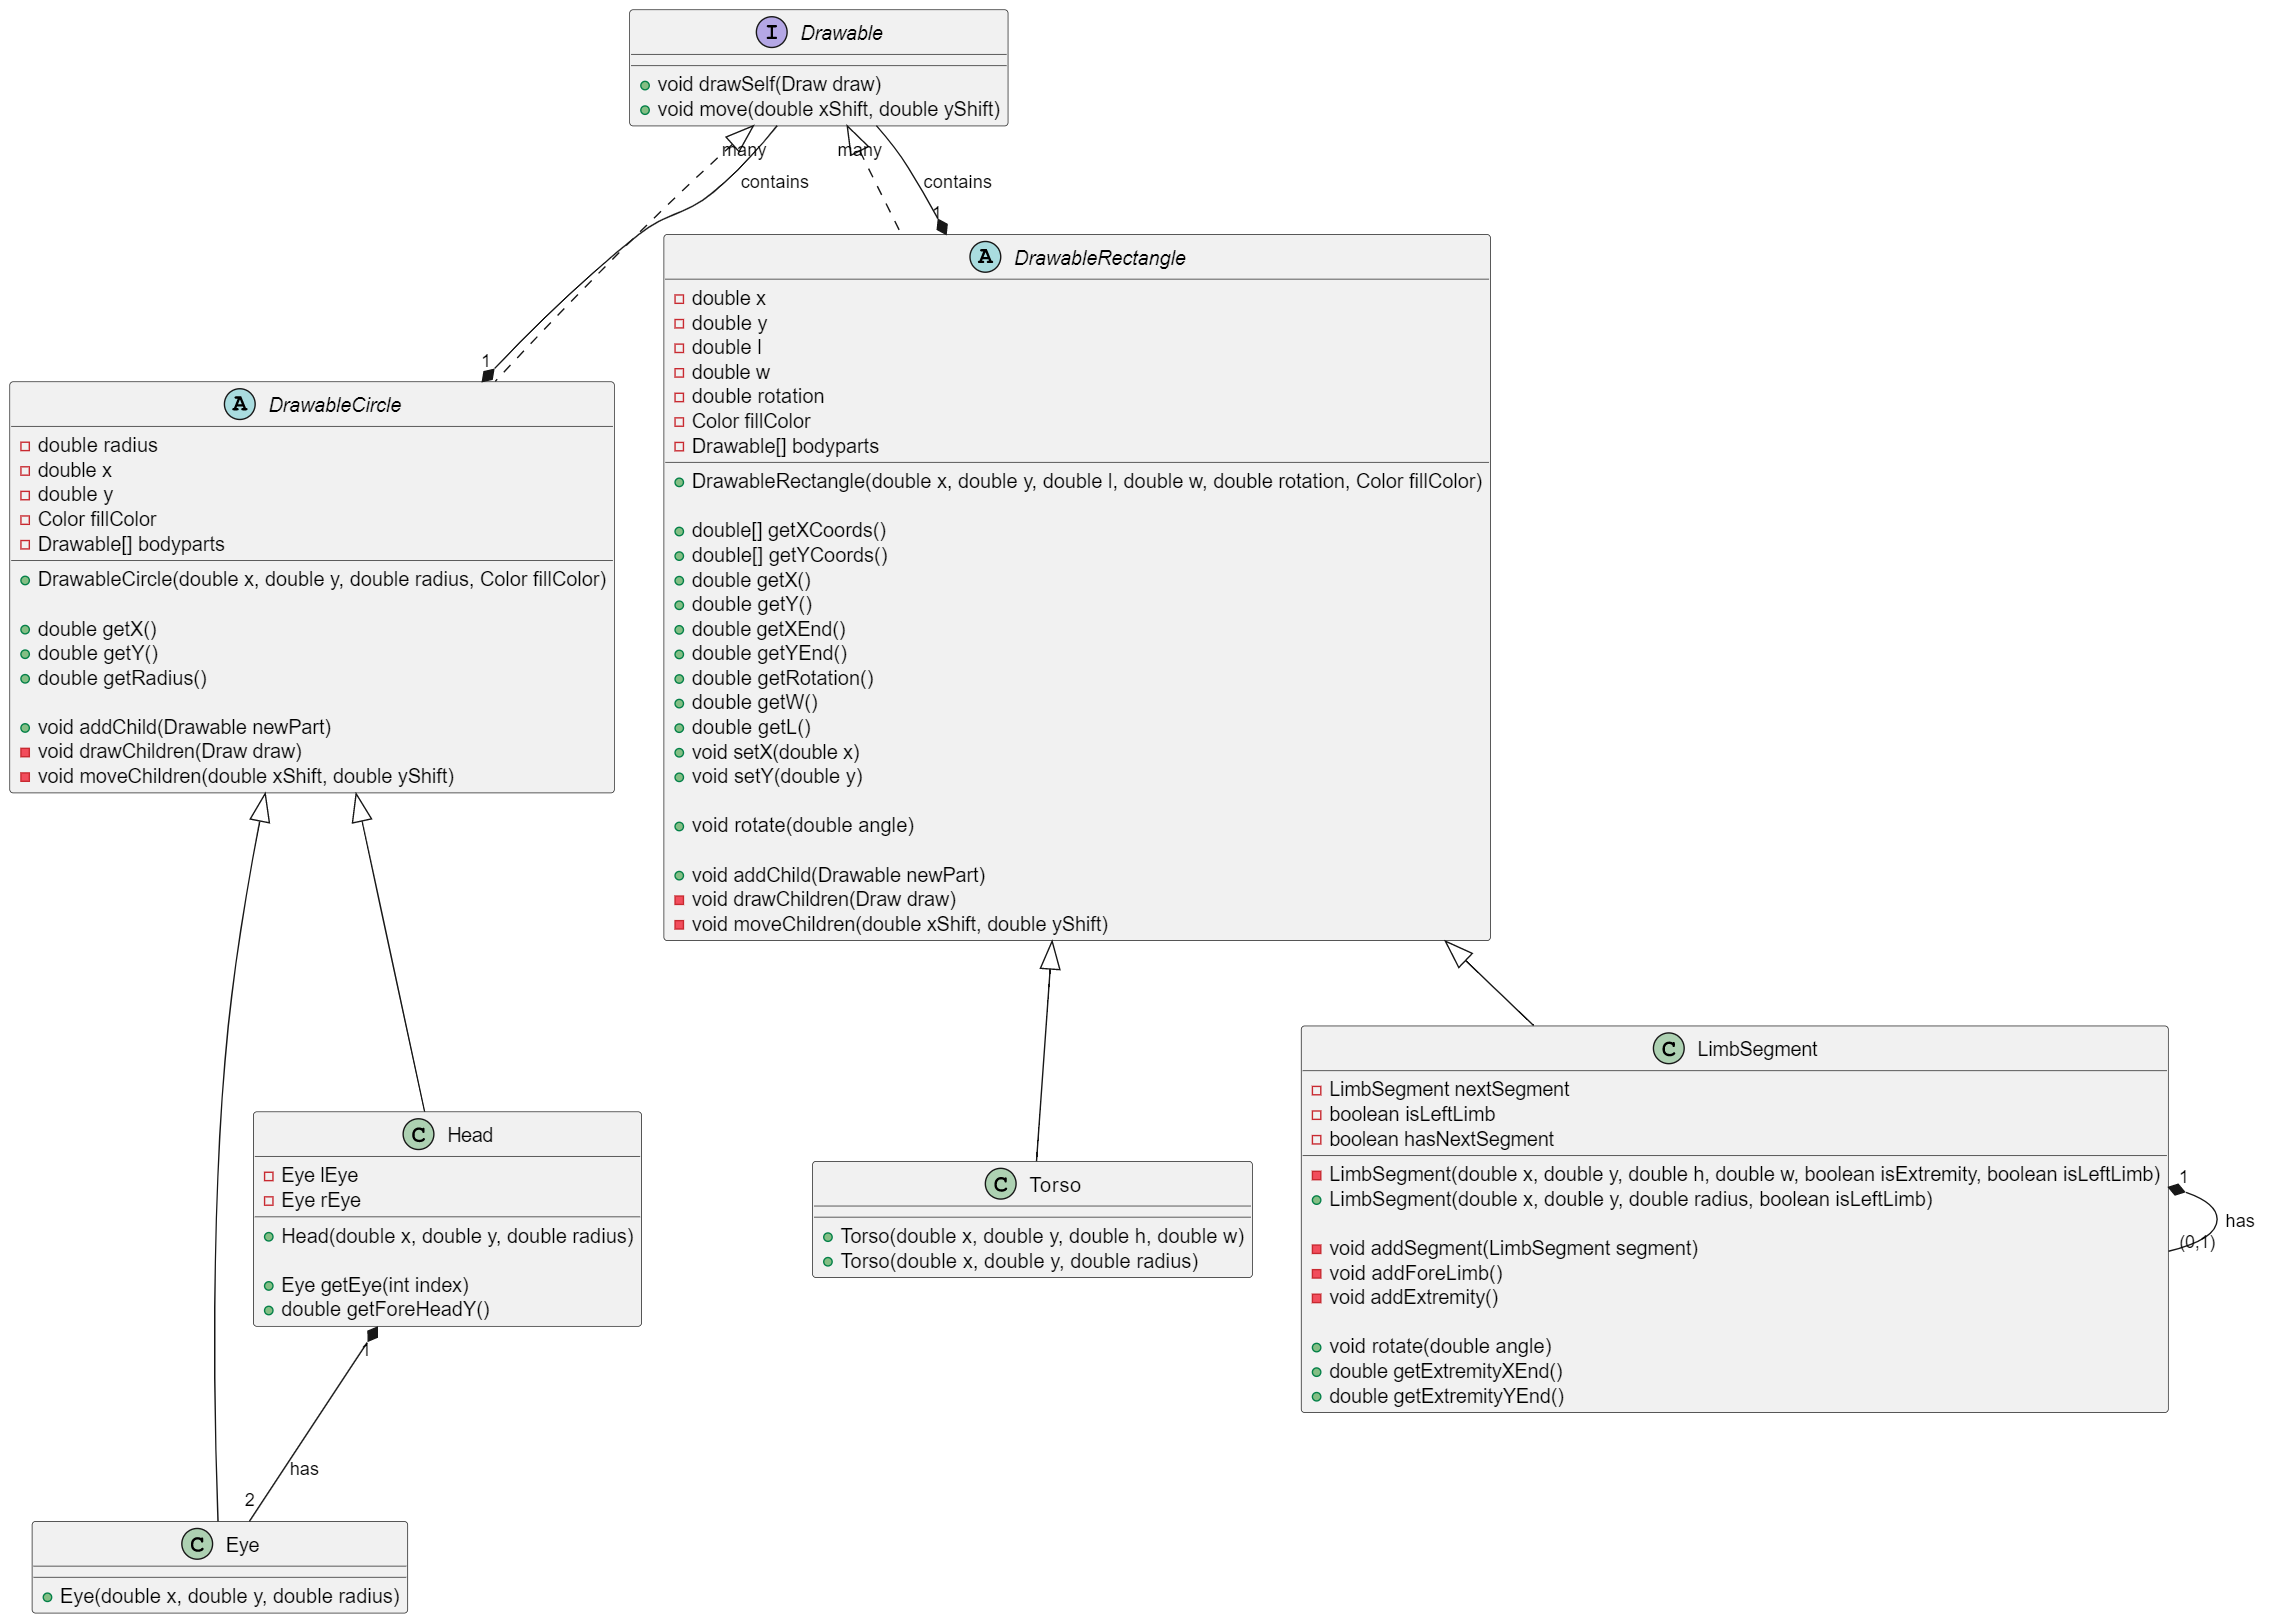 I Drawable
void drawSelf(Draw draw)
void move(double xShift, double yShift)
many
many
contains
contains
1
1
A DrawableRectangle
double x
double y
double l
double w
double rotation
Color fillColor
Drawable[] bodyparts
DrawableRectangle(double x, double y, double l, double w, double rotation, Color fillColor)
double[] getXCoords()
double[] getYCoords()
double getX()
double getY()
double getXEnd()
double getYEnd()
double getRotation()
double getW()
double getL()
void setX(double x)
void setY(double y)
void rotate(double angle)
void addChild(Drawable newPart)
void drawChildren(Draw draw)
void moveChildren(double xShift, double yShift)
A DrawableCircle
double radius
double x
double y
Color fillColor
Drawable[] bodyparts
DrawableCircle(double x, double y, double radius, Color fillColor)
double getX()
double getY()
double getRadius()
void addChild(Drawable newPart)
void drawChildren(Draw draw)
void moveChildren(double xShift, double yShift)
C Head
Eye lEye
Eye rEye
Head(double x, double y, double radius)
Eye getEye(int index)
double getForeHeadY()
1
has
2
C Torso
Torso(double x, double y, double h, double w)
Torso(double x, double y, double radius)
C LimbSegment
LimbSegment nextSegment
boolean isLeftLimb
boolean hasNextSegment
LimbSegment(double x, double y, double h, double w, boolean isExtremity, boolean isLeftLimb)
LimbSegment(double x, double y, double radius, boolean isLeftLimb)
void addSegment(LimbSegment segment)
void addForeLimb()
void addExtremity()
void rotate(double angle)
double getExtremityXEnd()
double getExtremityYEnd()
1
has
(0,1)
C Eye
Eye(double x, double y, double radius)